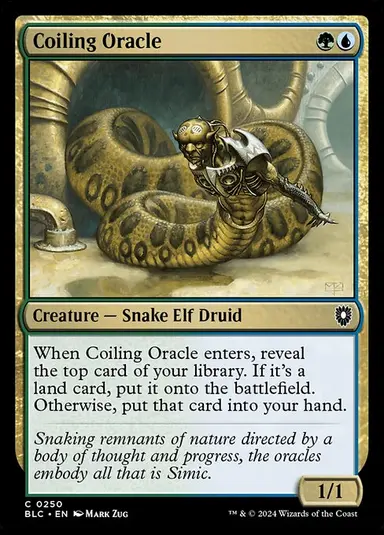 Coiling Oracle
Creature — Snake Elf Druid
When Coiling Oracle enters, reveal
the top card of your library. If it's a
land card, put it onto the battlefield.
Otherwise, put that card into your hand.
Snaking remnants of nature directed by a
body of thought and progress, the oracles
embody all that is Simic.
1/1
C 0250
BLC • EN Mark Zug
™ & © 2024 Wizards of the Coast